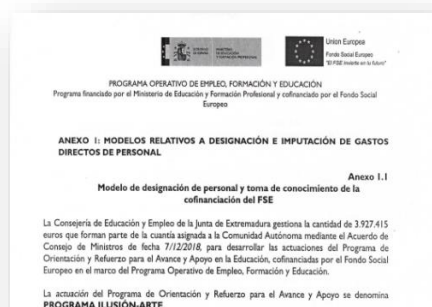 Unión Europea
Fondo Social Europeo
"El FSE invierte en tu futuro"
PROGRAMA OPERATIVO DE EMPLEO, FORMACIÓN Y EDUCACIÓN
Programa financiado por el Ministerio de Educación y Formación Profesional y cofinanciado por el Fondo Social
Europeo
ANEXO 1: MODELOS RELATIVOS A DESIGNACIÓN E IMPUTACIÓN DE GASTOS
DIRECTOS DE PERSONAL
Anexo 1.1
Modelo de designación de personal y toma de conocimiento de la
cofinanciación del FSE
La Consejería de Educación y Empleo de la Junta de Extremadura gestiona la cantidad de 3.927.415
euros que forman parte de la cuantía asignada a la Comunidad Autónoma mediante el Acuerdo de
Consejo de Ministros de fecha 7/12/2018, para desarrollar las actuaciones del Programa de
Orientación y Refuerzo para el Avance y Apoyo en la Educación, cofinanciadas por el Fondo Social
Europeo en el marco del Programa Operativo de Empleo, Formación y Educación.
La actuación del Programa de Orientación y Refuerzo para el Avance y Apoyo se denomina
PROGRAMA ILUSIÓN-ARTE